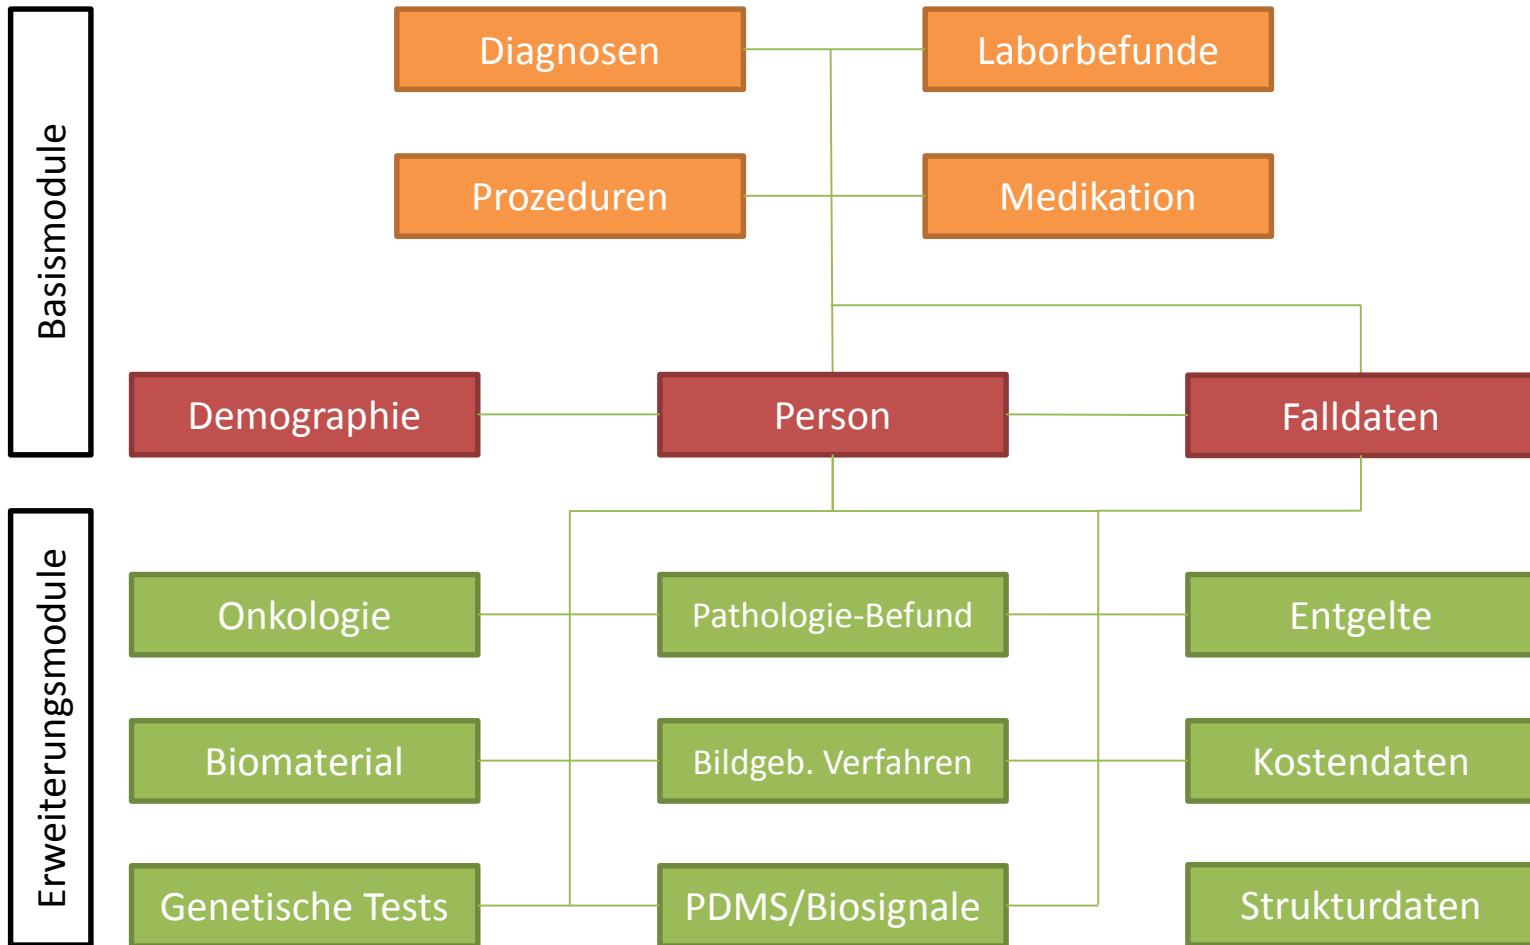 Basismodule
Diagnosen
Laborbefunde
Prozeduren
Medikation
Demographie
Person
Falldaten
Erweiterungsmodule
Onkologie
Pathologie-Befund
Entgelte
Biomaterial
Bildgeb. Verfahren
Kostendaten
Genetische Tests
PDMS/Biosignale
Strukturdaten